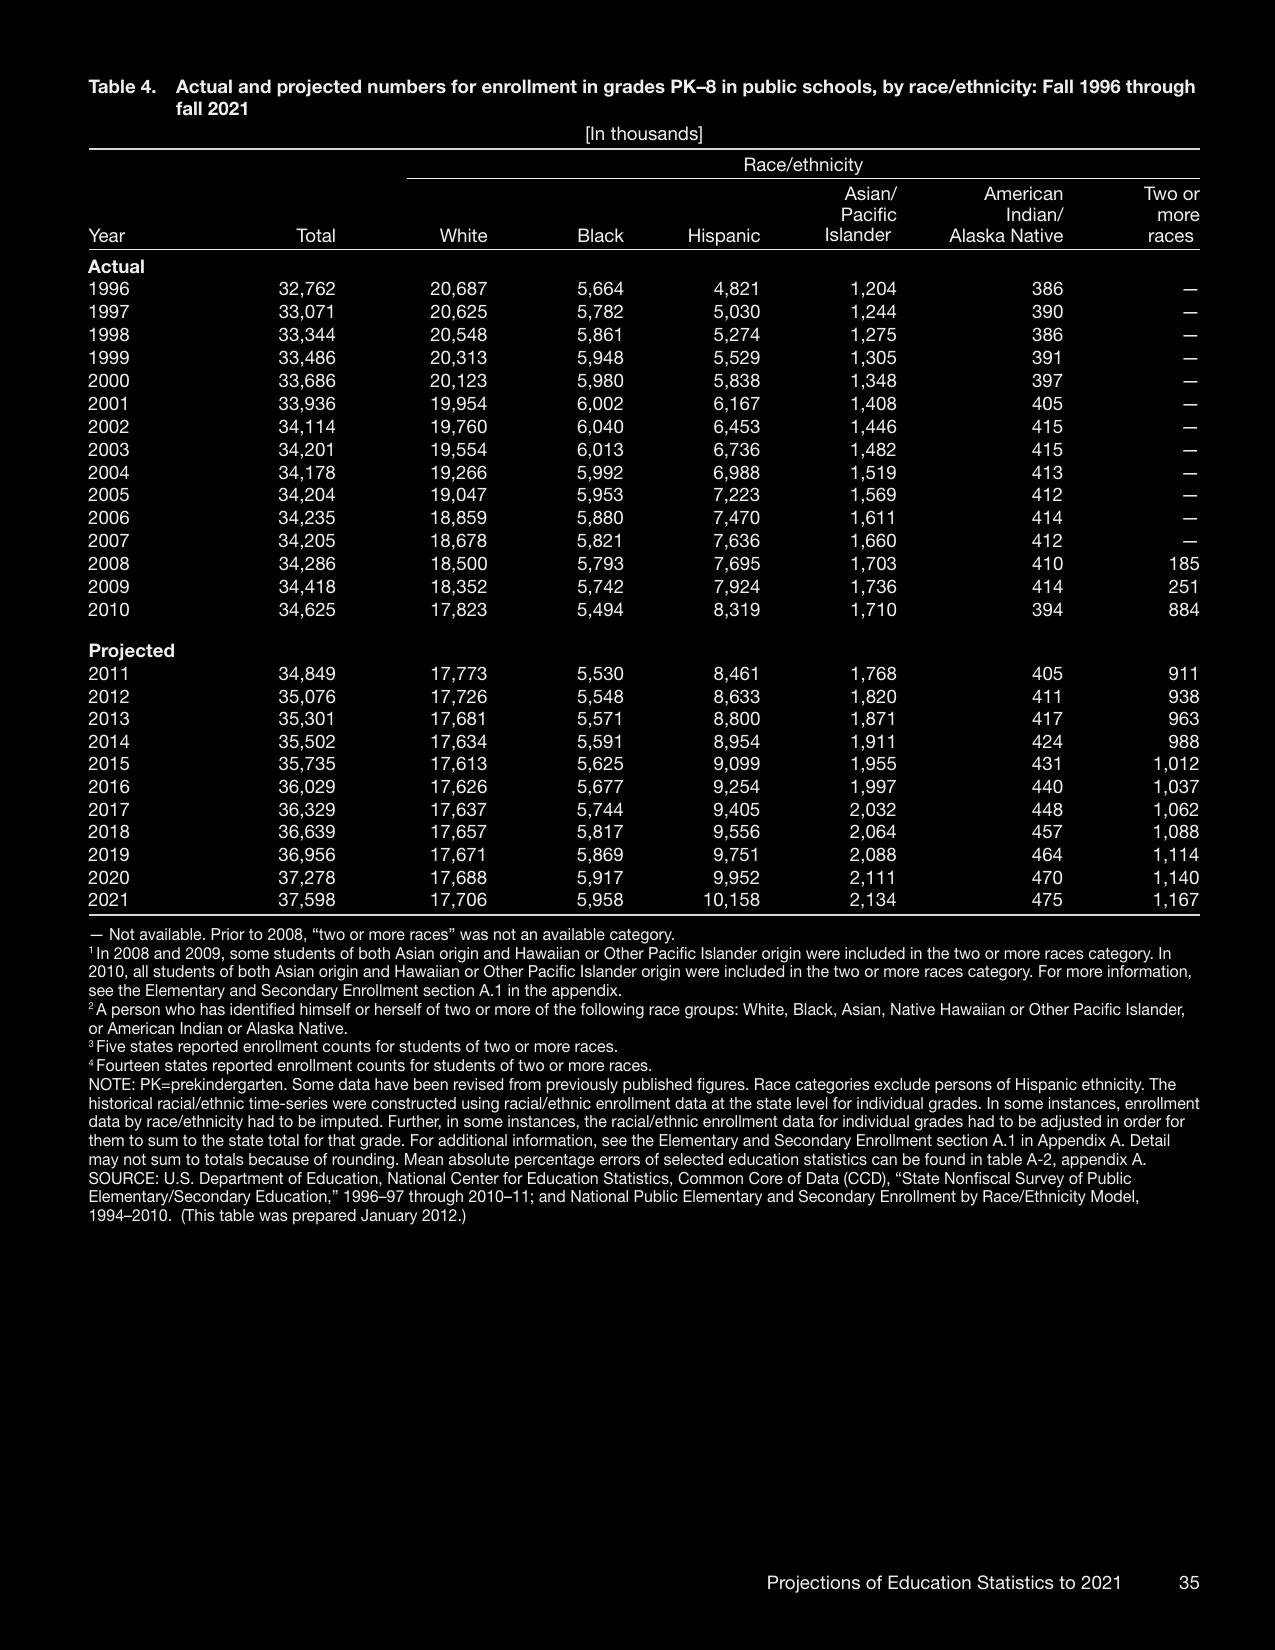 Table 4. Actual and projected numbers for enrollment in grades PK–8 in public schools, by race/ethnicity: Fall 1996 through
fall 2021
[In thousands]
Race/ethnicity
Year Total White Black Hispanic Asian/ Pacific Islander American Indian/ Alaska Native Two or more races
Actual
1996 32,762 20,687 5,664 4,821 1,204 386 —
1997 33,071 20,625 5,782 5,030 1,244 390 —
1998 33,344 20,548 5,861 5,274 1,275 386 —
1999 33,486 20,313 5,948 5,529 1,305 391 —
2000 33,686 20,123 5,980 5,838 1,348 397 —
2001 33,936 19,954 6,002 6,167 1,408 405 —
2002 34,114 19,760 6,040 6,453 1,446 415 —
2003 34,201 19,554 6,013 6,736 1,482 415 —
2004 34,178 19,266 5,992 6,988 1,519 413 —
2005 34,204 19,047 5,953 7,223 1,569 412 —
2006 34,235 18,859 5,880 7,470 1,611 414 —
2007 34,205 18,678 5,821 7,636 1,660 412 —
2008 34,286 18,500 5,793 7,695 1,703 410 185
2009 34,418 18,352 5,742 7,924 1,736 414 251
2010 34,625 17,823 5,494 8,319 1,710 394 884
Projected
2011 34,849 17,773 5,530 8,461 1,768 405 911
2012 35,076 17,726 5,548 8,633 1,820 411 938
2013 35,301 17,681 5,571 8,800 1,871 417 963
2014 35,502 17,634 5,591 8,954 1,911 424 988
2015 35,735 17,613 5,625 9,099 1,955 431 1,012
2016 36,029 17,626 5,677 9,254 1,997 440 1,037
2017 36,329 17,637 5,744 9,405 2,032 448 1,062
2018 36,639 17,657 5,817 9,556 2,064 457 1,088
2019 36,956 17,671 5,869 9,751 2,088 464 1,114
2020 37,278 17,688 5,917 9,952 2,111 470 1,140
2021 37,598 17,706 5,958 10,158 2,134 475 1,167
— Not available. Prior to 2008, “two or more races” was not an available category.
1 In 2008 and 2009, some students of both Asian origin and Hawaiian or Other Pacific Islander origin were included in the two or more races category. In
2010, all students of both Asian origin and Hawaiian or Other Pacific Islander origin were included in the two or more races category. For more information,
see the Elementary and Secondary Enrollment section A.1 in the appendix.
2 A person who has identified himself or herself of two or more of the following race groups: White, Black, Asian, Native Hawaiian or Other Pacific Islander,
or American Indian or Alaska Native.
3 Five states reported enrollment counts for students of two or more races.
4 Fourteen states reported enrollment counts for students of two or more races.
NOTE: PK=prekindergarten. Some data have been revised from previously published figures. Race categories exclude persons of Hispanic ethnicity. The
historical racial/ethnic time-series were constructed using racial/ethnic enrollment data at the state level for individual grades. In some instances, enrollment
data by race/ethnicity had to be imputed. Further, in some instances, the racial/ethnic enrollment data for individual grades had to be adjusted in order for
them to sum to the state total for that grade. For additional information, see the Elementary and Secondary Enrollment section A.1 in Appendix A. Detail
may not sum to totals because of rounding. Mean absolute percentage errors of selected education statistics can be found in table A-2, appendix A.
SOURCE: U.S. Department of Education, National Center for Education Statistics, Common Core of Data (CCD), “State Nonfiscal Survey of Public
Elementary/Secondary Education,” 1996–97 through 2010–11; and National Public Elementary and Secondary Enrollment by Race/Ethnicity Model,
1994–2010. (This table was prepared January 2012.)
Projections of Education Statistics to 2021 35